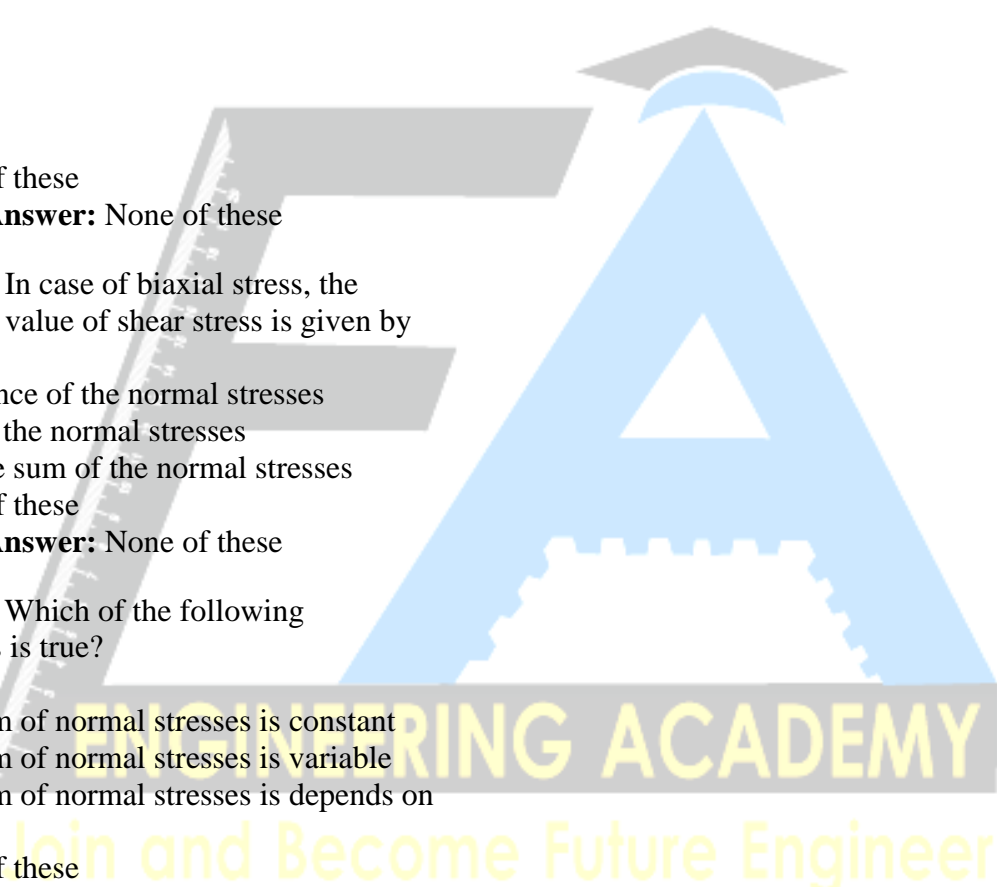 f these
Answer: None of these
In case of biaxial stress, the
value of shear stress is given by
nce of the normal stresses
the normal stresses
e sum of the normal stresses
f these
Answer: None of these
Which of the following
is true?
m of normal stresses is constant
m of normal stresses is variable
m of normal stresses is depends on
f these
ENGINEERING ACADEMY
Join and Become Future Engineer